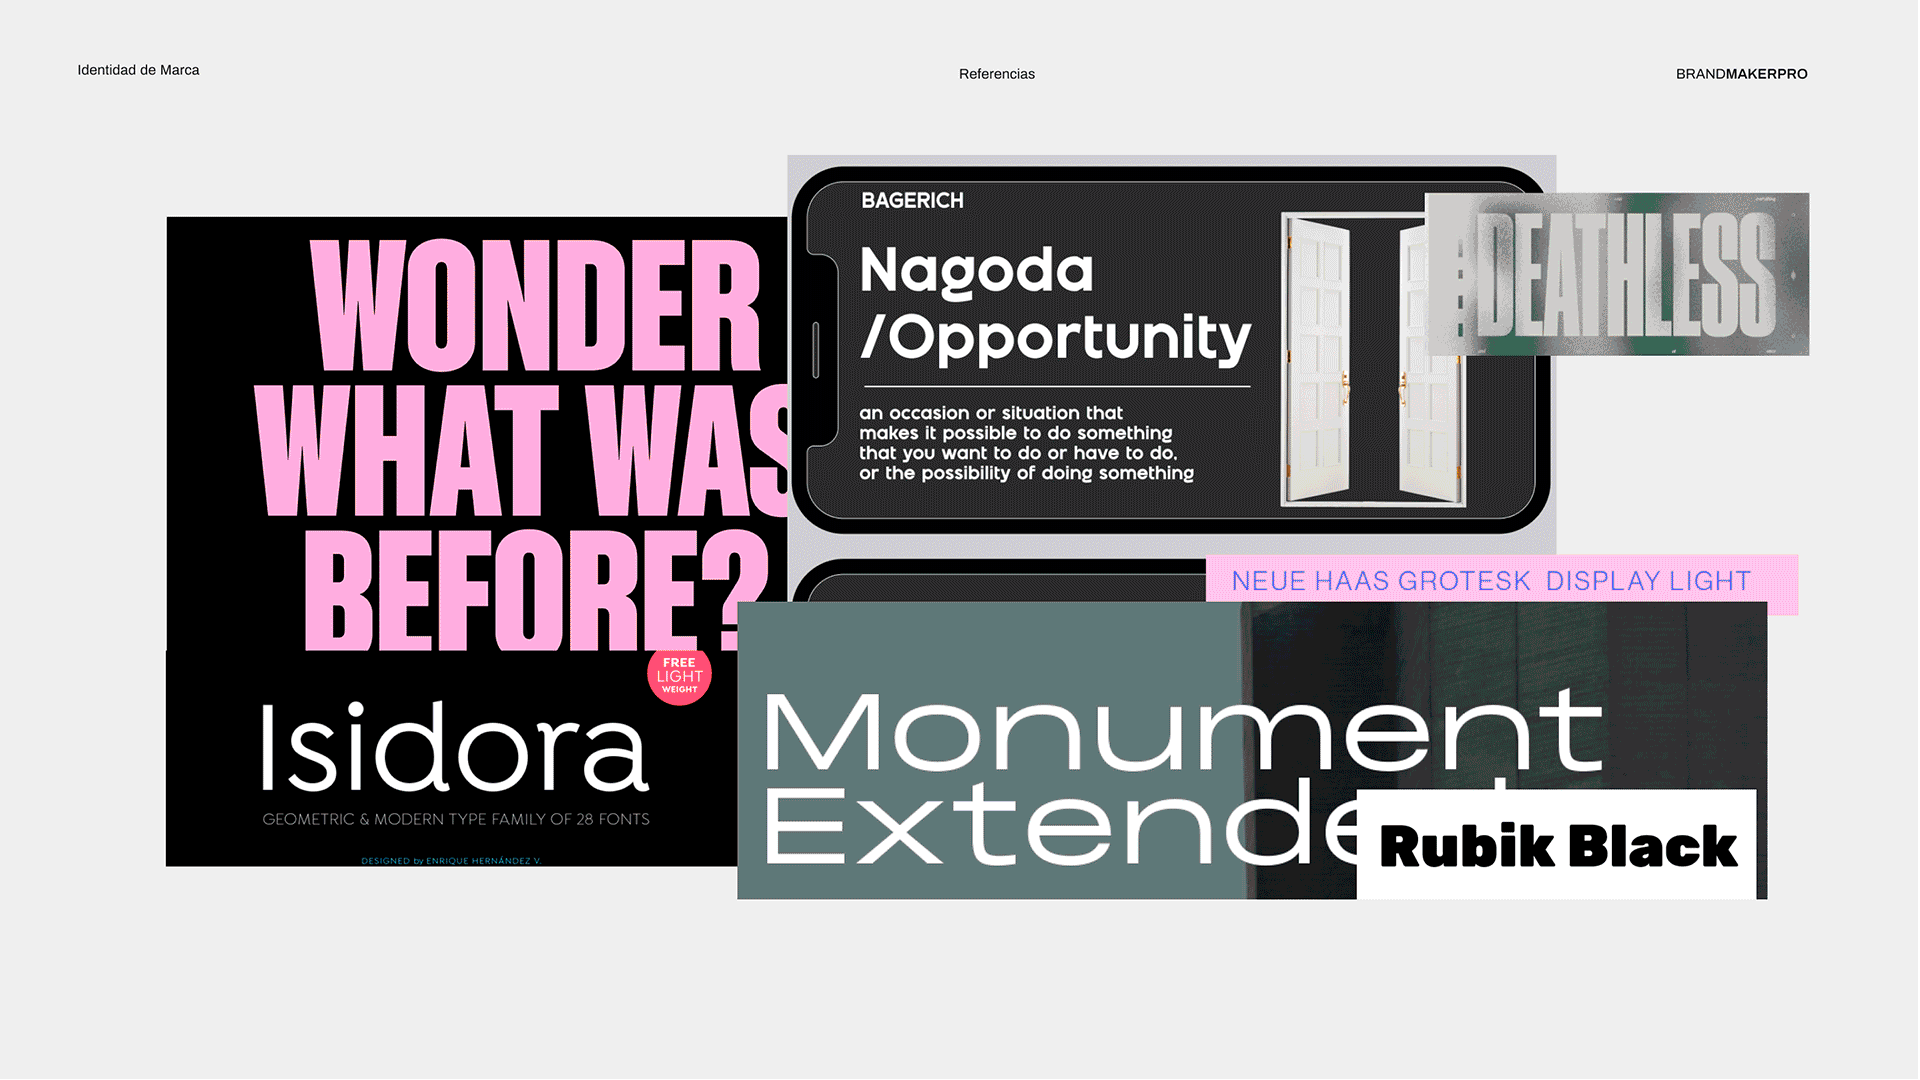 Identidad de Marca
Referencias
BRANDMAKERPRO
WONDER
WHAT WAS
BEFORE?
BAGERICH
Nagoda
/Opportunity
an occasion or situation that
makes it possible to do something
that you want to do or have to do,
or the possibility of doing something
DEATHLESS
NEUE HAAS GROTESK DISPLAY LIGHT
FREE
LIGHT
WEIGHT
Isidora
GEOMETRIC & MODERN TYPE FAMILY OF 28 FONTS
DESIGNED by ENRIQUE HERNÁNDEZ V.
Monument
Extended
Rubik Black